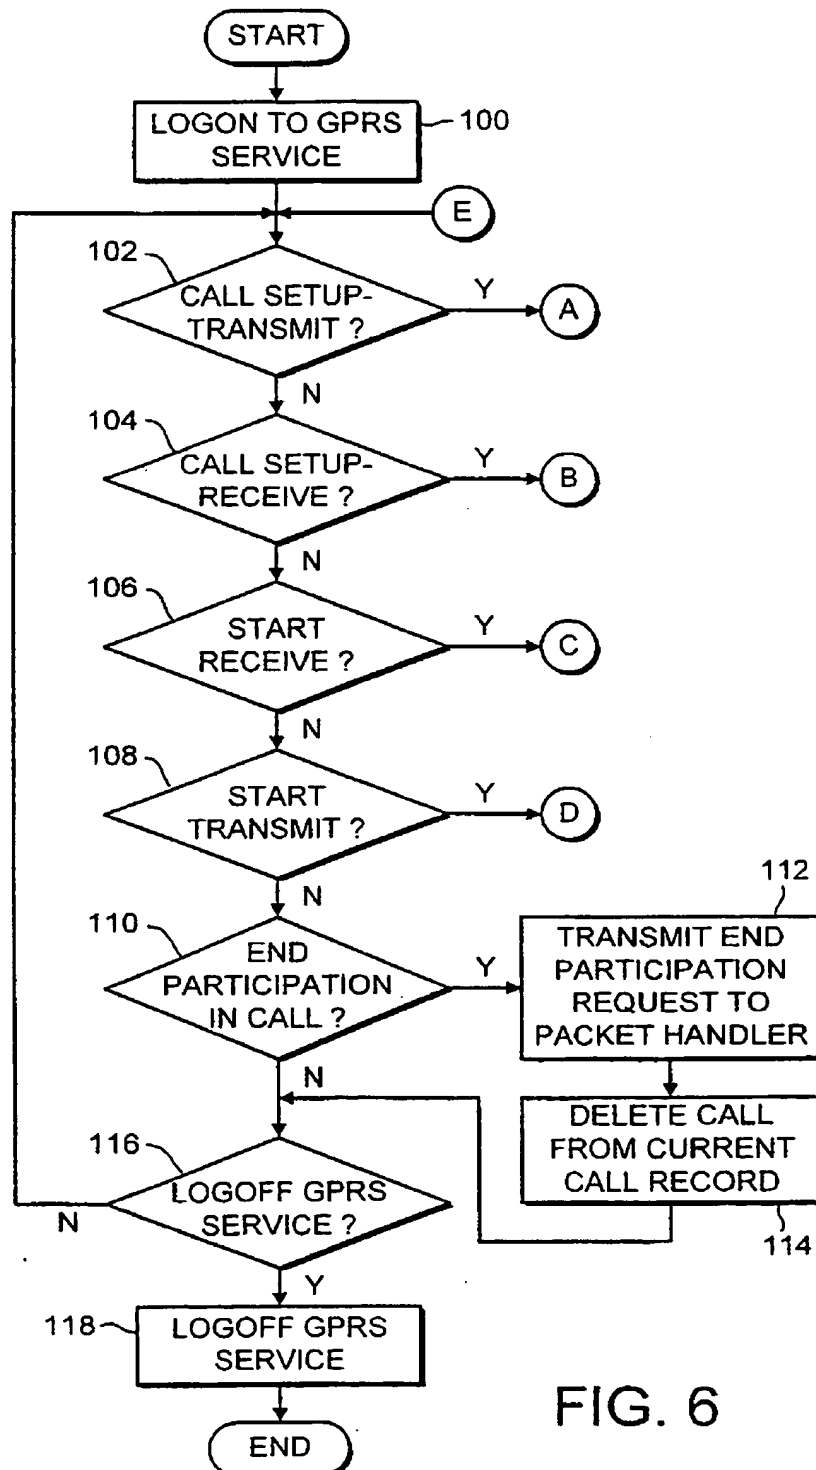 START
LOGON TO GPRS
SERVICE
100
E
102
CALL SETUP-
TRANSMIT ?
Y
A
N
104
CALL SETUP-
RECEIVE ?
Y
B
N
106
START
RECEIVE ?
Y
C
N
108
START
TRANSMIT ?
Y
D
N
110
END
PARTICIPATION
IN CALL ?
Y
112
TRANSMIT END
PARTICIPATION
REQUEST TO
PACKET HANDLER
N
DELETE CALL
FROM CURRENT
CALL RECORD
114
116
LOGOFF GPRS
SERVICE ?
N
Y
118
LOGOFF GPRS
SERVICE
END
FIG. 6